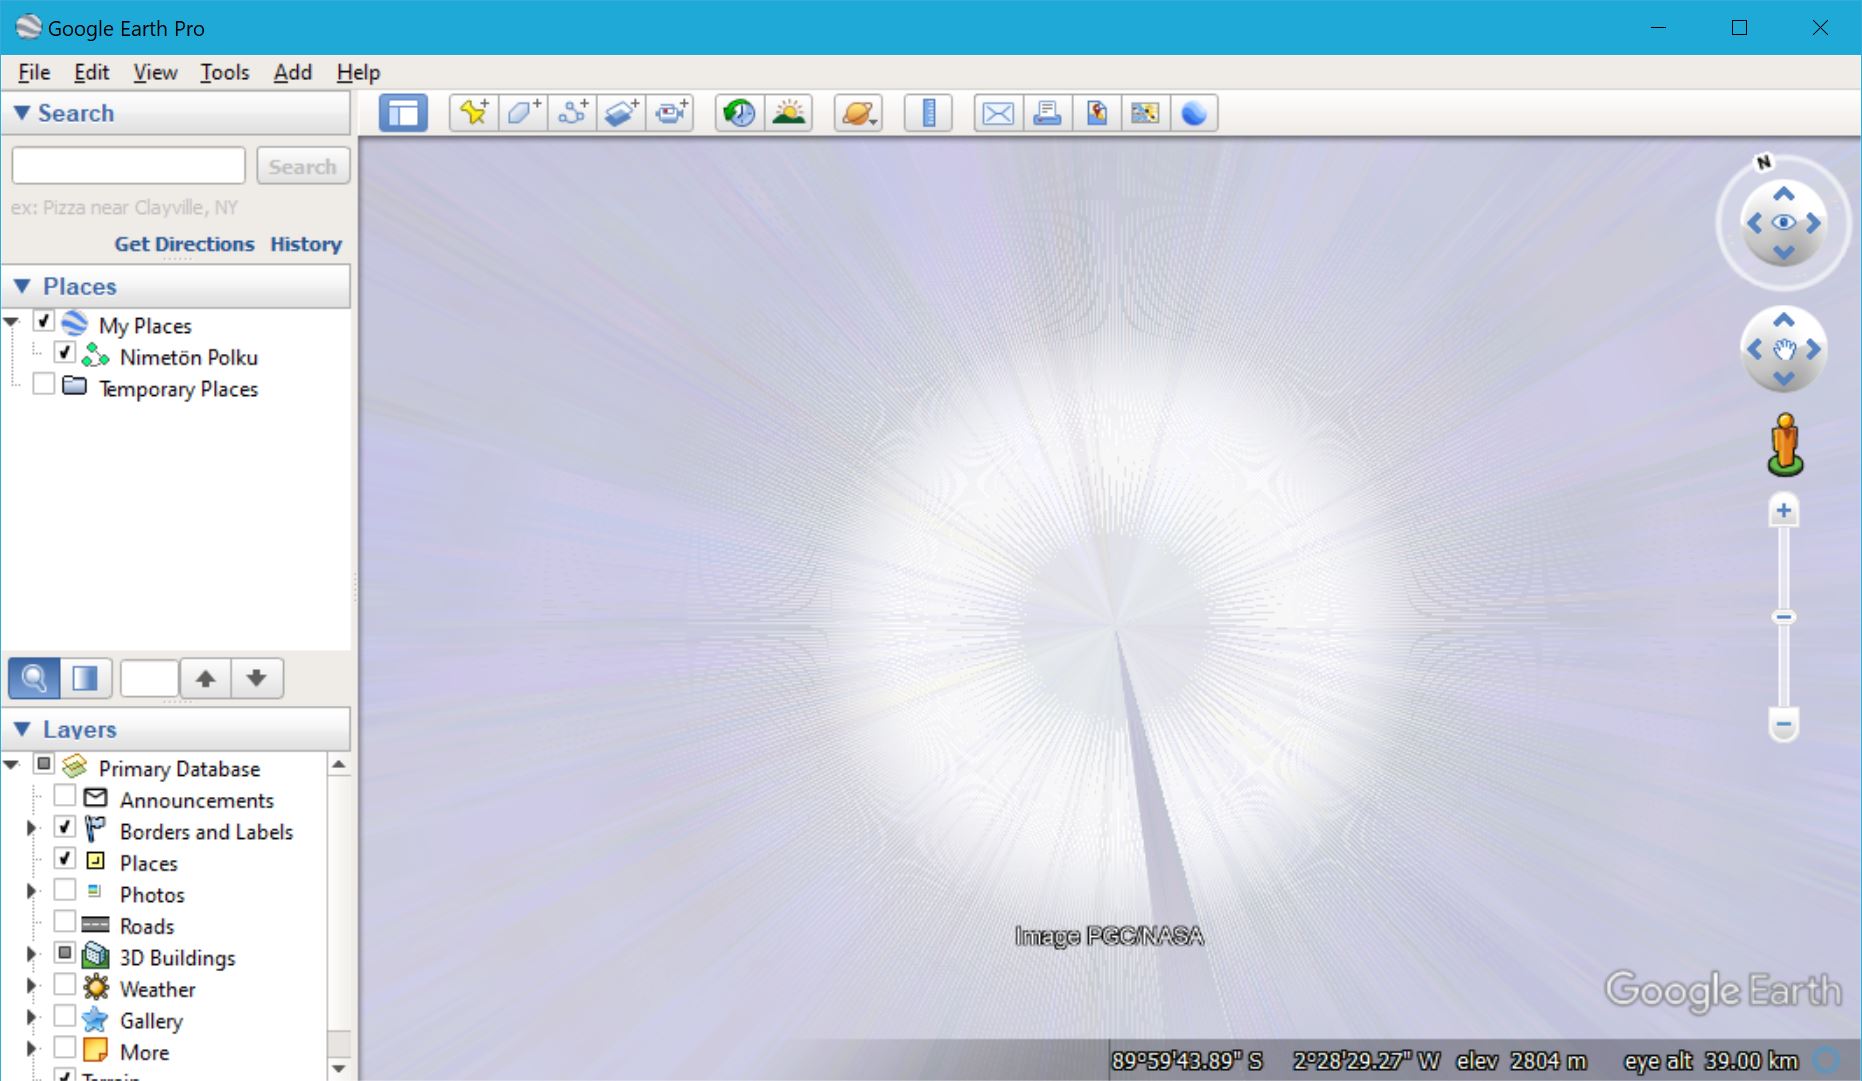 Google Earth Pro
File Edit View Tools Add Help
Search
Search
ex: Pizza near Clayville, NY
Get Directions History
Places
My Places
Nimetön Polku
Temporary Places
Layers
Primary Database
Announcements
Borders and Labels
Places
Photos
Roads
3D Buildings
Weather
Gallery
More
Terrain
N
Image PGC/NASA
Google Earth
89°59'43.89" S 2°28'29.27" W elev 2804 m eye alt 39.00 km